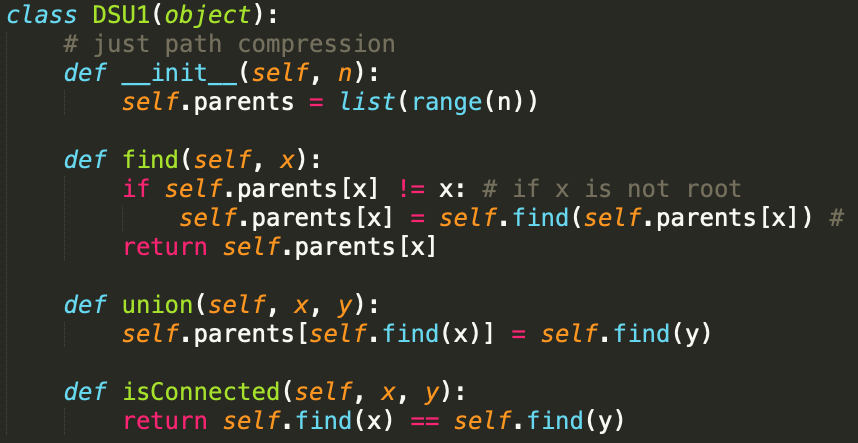 class DSU1(object):
    # just path compression
    def __init__(self, n):
        self.parents = list(range(n))

    def find(self, x):
        if self.parents[x] != x: # if x is not root
            self.parents[x] = self.find(self.parents[x]) #
        return self.parents[x]

    def union(self, x, y):
        self.parents[self.find(x)] = self.find(y)

    def isConnected(self, x, y):
        return self.find(x) == self.find(y)